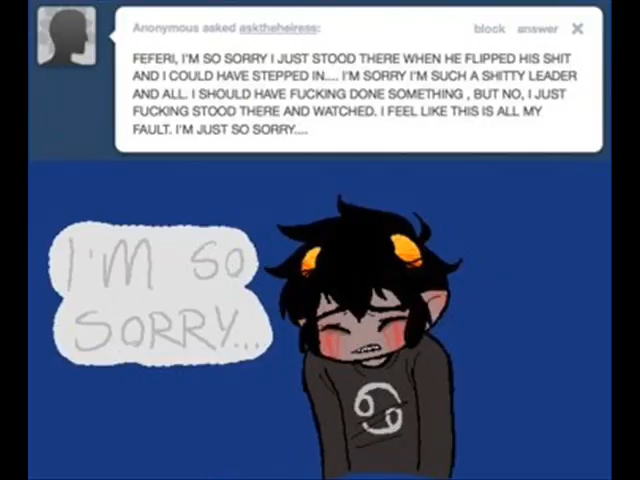 Anonymous asked asktheheiress:
block answer X
FEFERI, I'M SO SORRY I JUST STOOD THERE WHEN HE FLIPPED HIS SHIT
AND I COULD HAVE STEPPED IN.... I'M SORRY I'M SUCH A SHITTY LEADER
AND ALL. I SHOULD HAVE FUCKING DONE SOMETHING , BUT NO, I JUST
FUCKING STOOD THERE AND WATCHED. I FEEL LIKE THIS IS ALL MY
FAULT. I'M JUST SO SORRY....
I'M SO
SORRY...